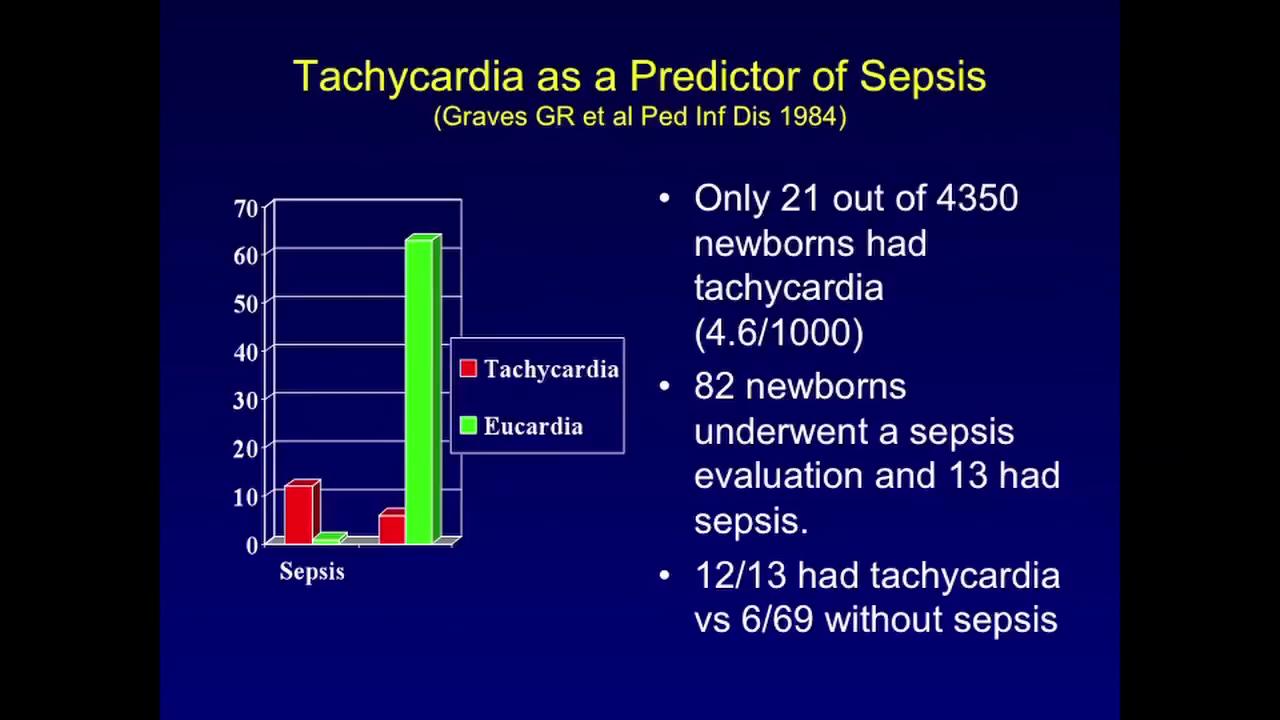 Tachycardia as a Predictor of Sepsis
(Graves GR et al Ped Inf Dis 1984)
70
60
50
40
30
20
10
0
Sepsis
Tachycardia
Eucardia
• Only 21 out of 4350
newborns had
tachycardia
(4.6/1000)
• 82 newborns
underwent a sepsis
evaluation and 13 had
sepsis.
• 12/13 had tachycardia
vs 6/69 without sepsis